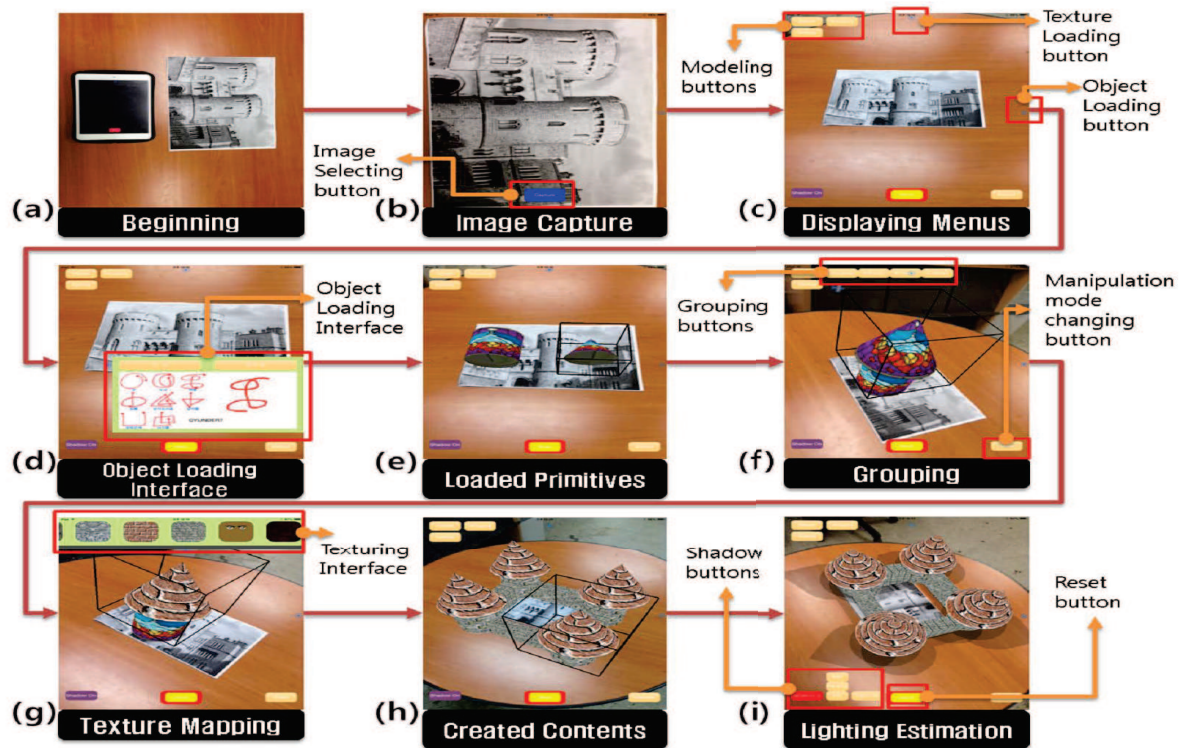 Modeling
buttons
Texture
Loading
button
Object
Loading
button
Image
Selecting
button
(a)
Beginning
(b)
Image Capture
(c)
Displaying Menus
Object
Loading
Interface
Grouping
buttons
Manipulation
mode
changing
button
(d)
Object Loading
Interface
(e)
Loaded Primitives
(f)
Grouping
Texturing
Interface
Shadow
buttons
Reset
button
(g)
Texture Mapping
(h)
Created Contents
(i)
Lighting Estimation